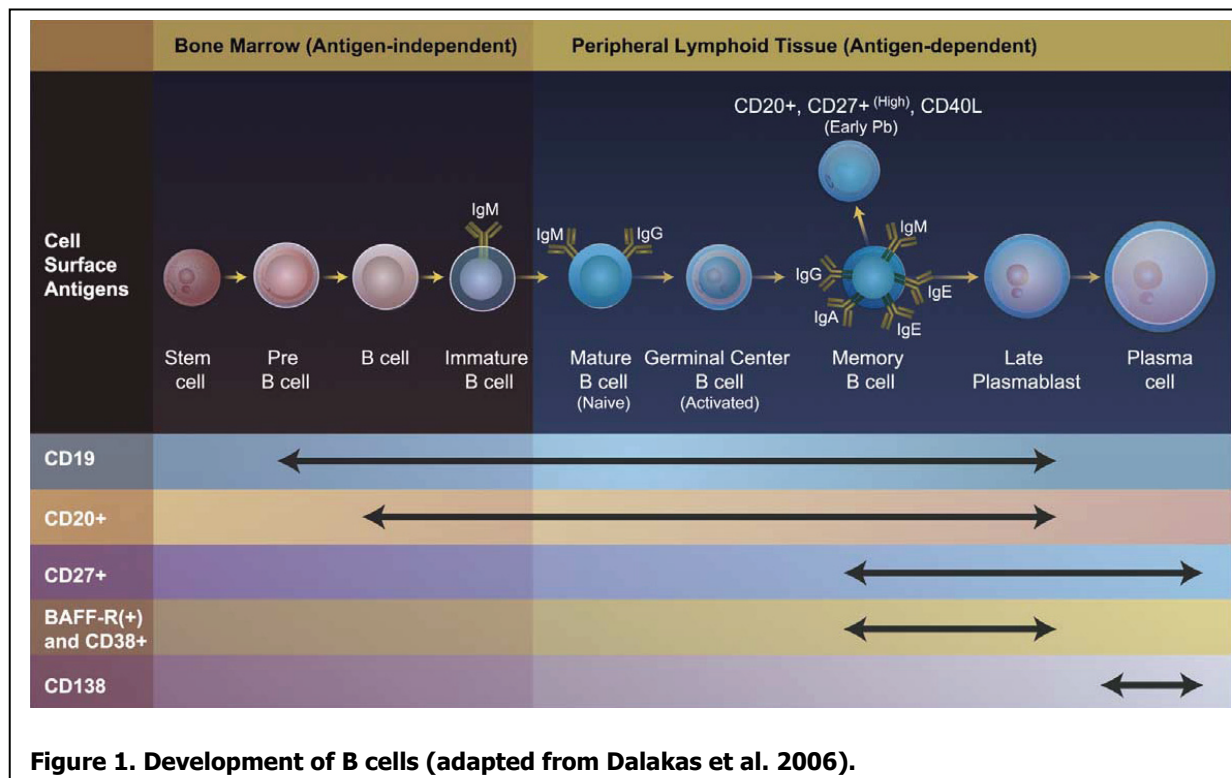 Bone Marrow (Antigen-independent)
Peripheral Lymphoid Tissue (Antigen-dependent)
CD20+, CD27+ (High), CD40L
(Early Pb)
Cell
Surface
Antigens
IgM
IgM
IgG
IgM
IgG
IgE
IgA
IgE
Stem
cell
Pre
B cell
B cell
Immature
B cell
Mature
B cell
(Naive)
Germinal Center
B cell
(Activated)
Memory
B cell
Late
Plasmablast
Plasma
cell
CD19
CD20+
CD27+
BAFF-R(+)
and CD38+
CD138
Figure 1. Development of B cells (adapted from Dalakas et al. 2006).